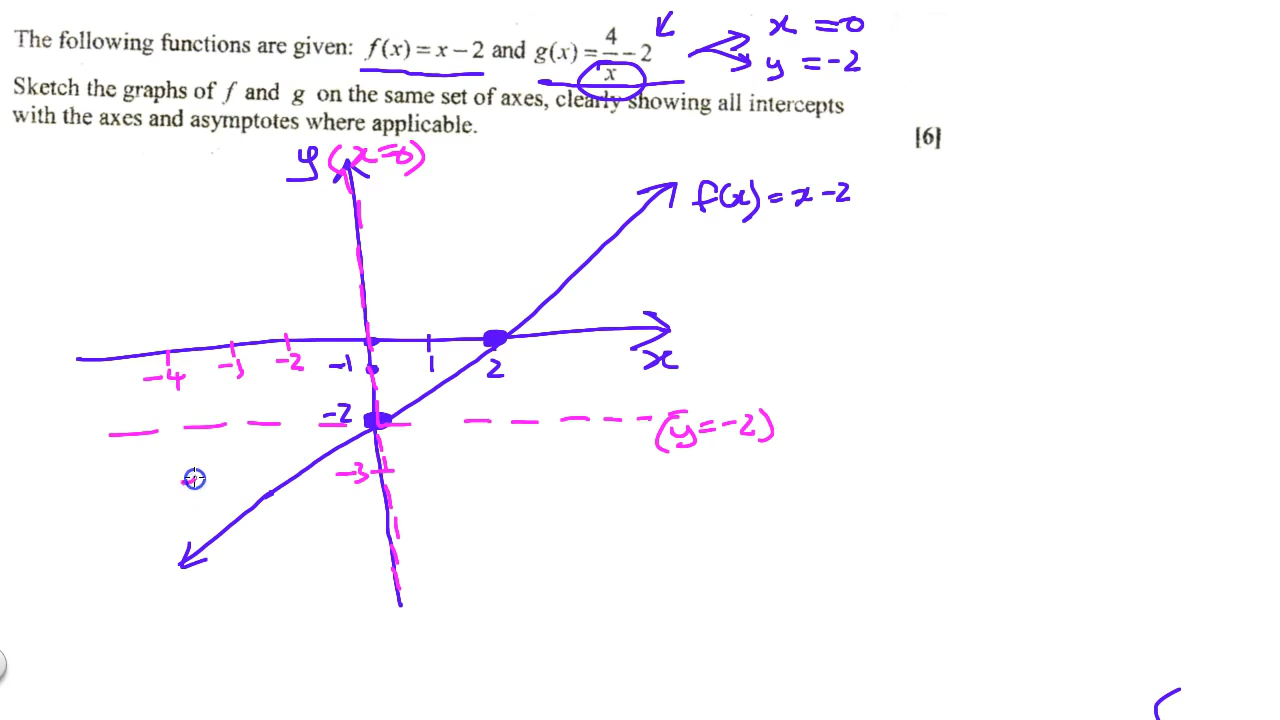 The following functions are given: f(x) = x − 2 and g(x) = 4/x − 2
x = 0
y = −2
Sketch the graphs of f and g on the same set of axes, clearly showing all intercepts
with the axes and asymptotes where applicable.
[6]
y (x=0)
f(x) = x − 2
−4 −3 −2 −1 1 2 x
−2
(y = −2)
−3